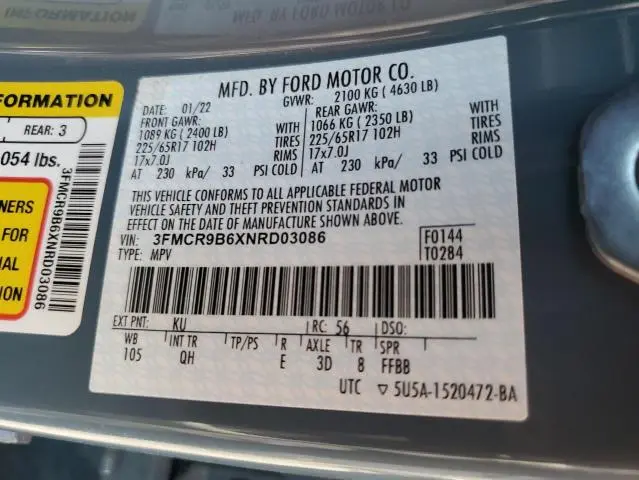 MFD. BY FORD MOTOR CO.
DATE: 01/22 GVWR: 2100 KG ( 4630 LB)
FRONT GAWR: REAR GAWR:
1089 KG ( 2400 LB) WITH 1066 KG ( 2350 LB) WITH
225/65R17 102H TIRES 225/65R17 102H TIRES
17x7.0J RIMS 17x7.0J RIMS
AT 230 kPa/ 33 PSI COLD AT 230 kPa/ 33 PSI COLD
THIS VEHICLE CONFORMS TO ALL APPLICABLE FEDERAL MOTOR
VEHICLE SAFETY AND THEFT PREVENTION STANDARDS IN
EFFECT ON THE DATE OF MANUFACTURE SHOWN ABOVE.
VIN: 3FMCR9B6XNRD03086 F0144
TYPE: MPV T0284
EXT PNT: KU RC: 56 DSO:
WB INT TR TP/PS R AXLE TR SPR
105 QH E 3D 8 FFBB
UTC ▽ 5U5A-1520472-BA
FORMATION
REAR: 3
054 lbs.
NERS
FOR
IAL
ION
3FMCR9B6XNRD03086
INFORMATION